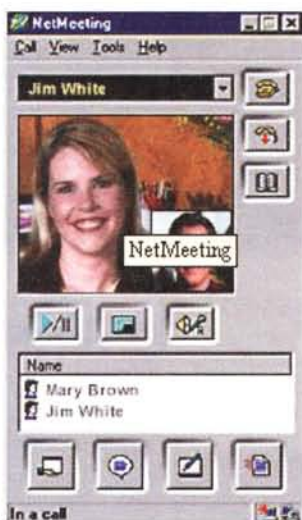 NetMeeting
Call View Tools Help
Jim White
NetMeeting
Name
Mary Brown
Jim White
In a call